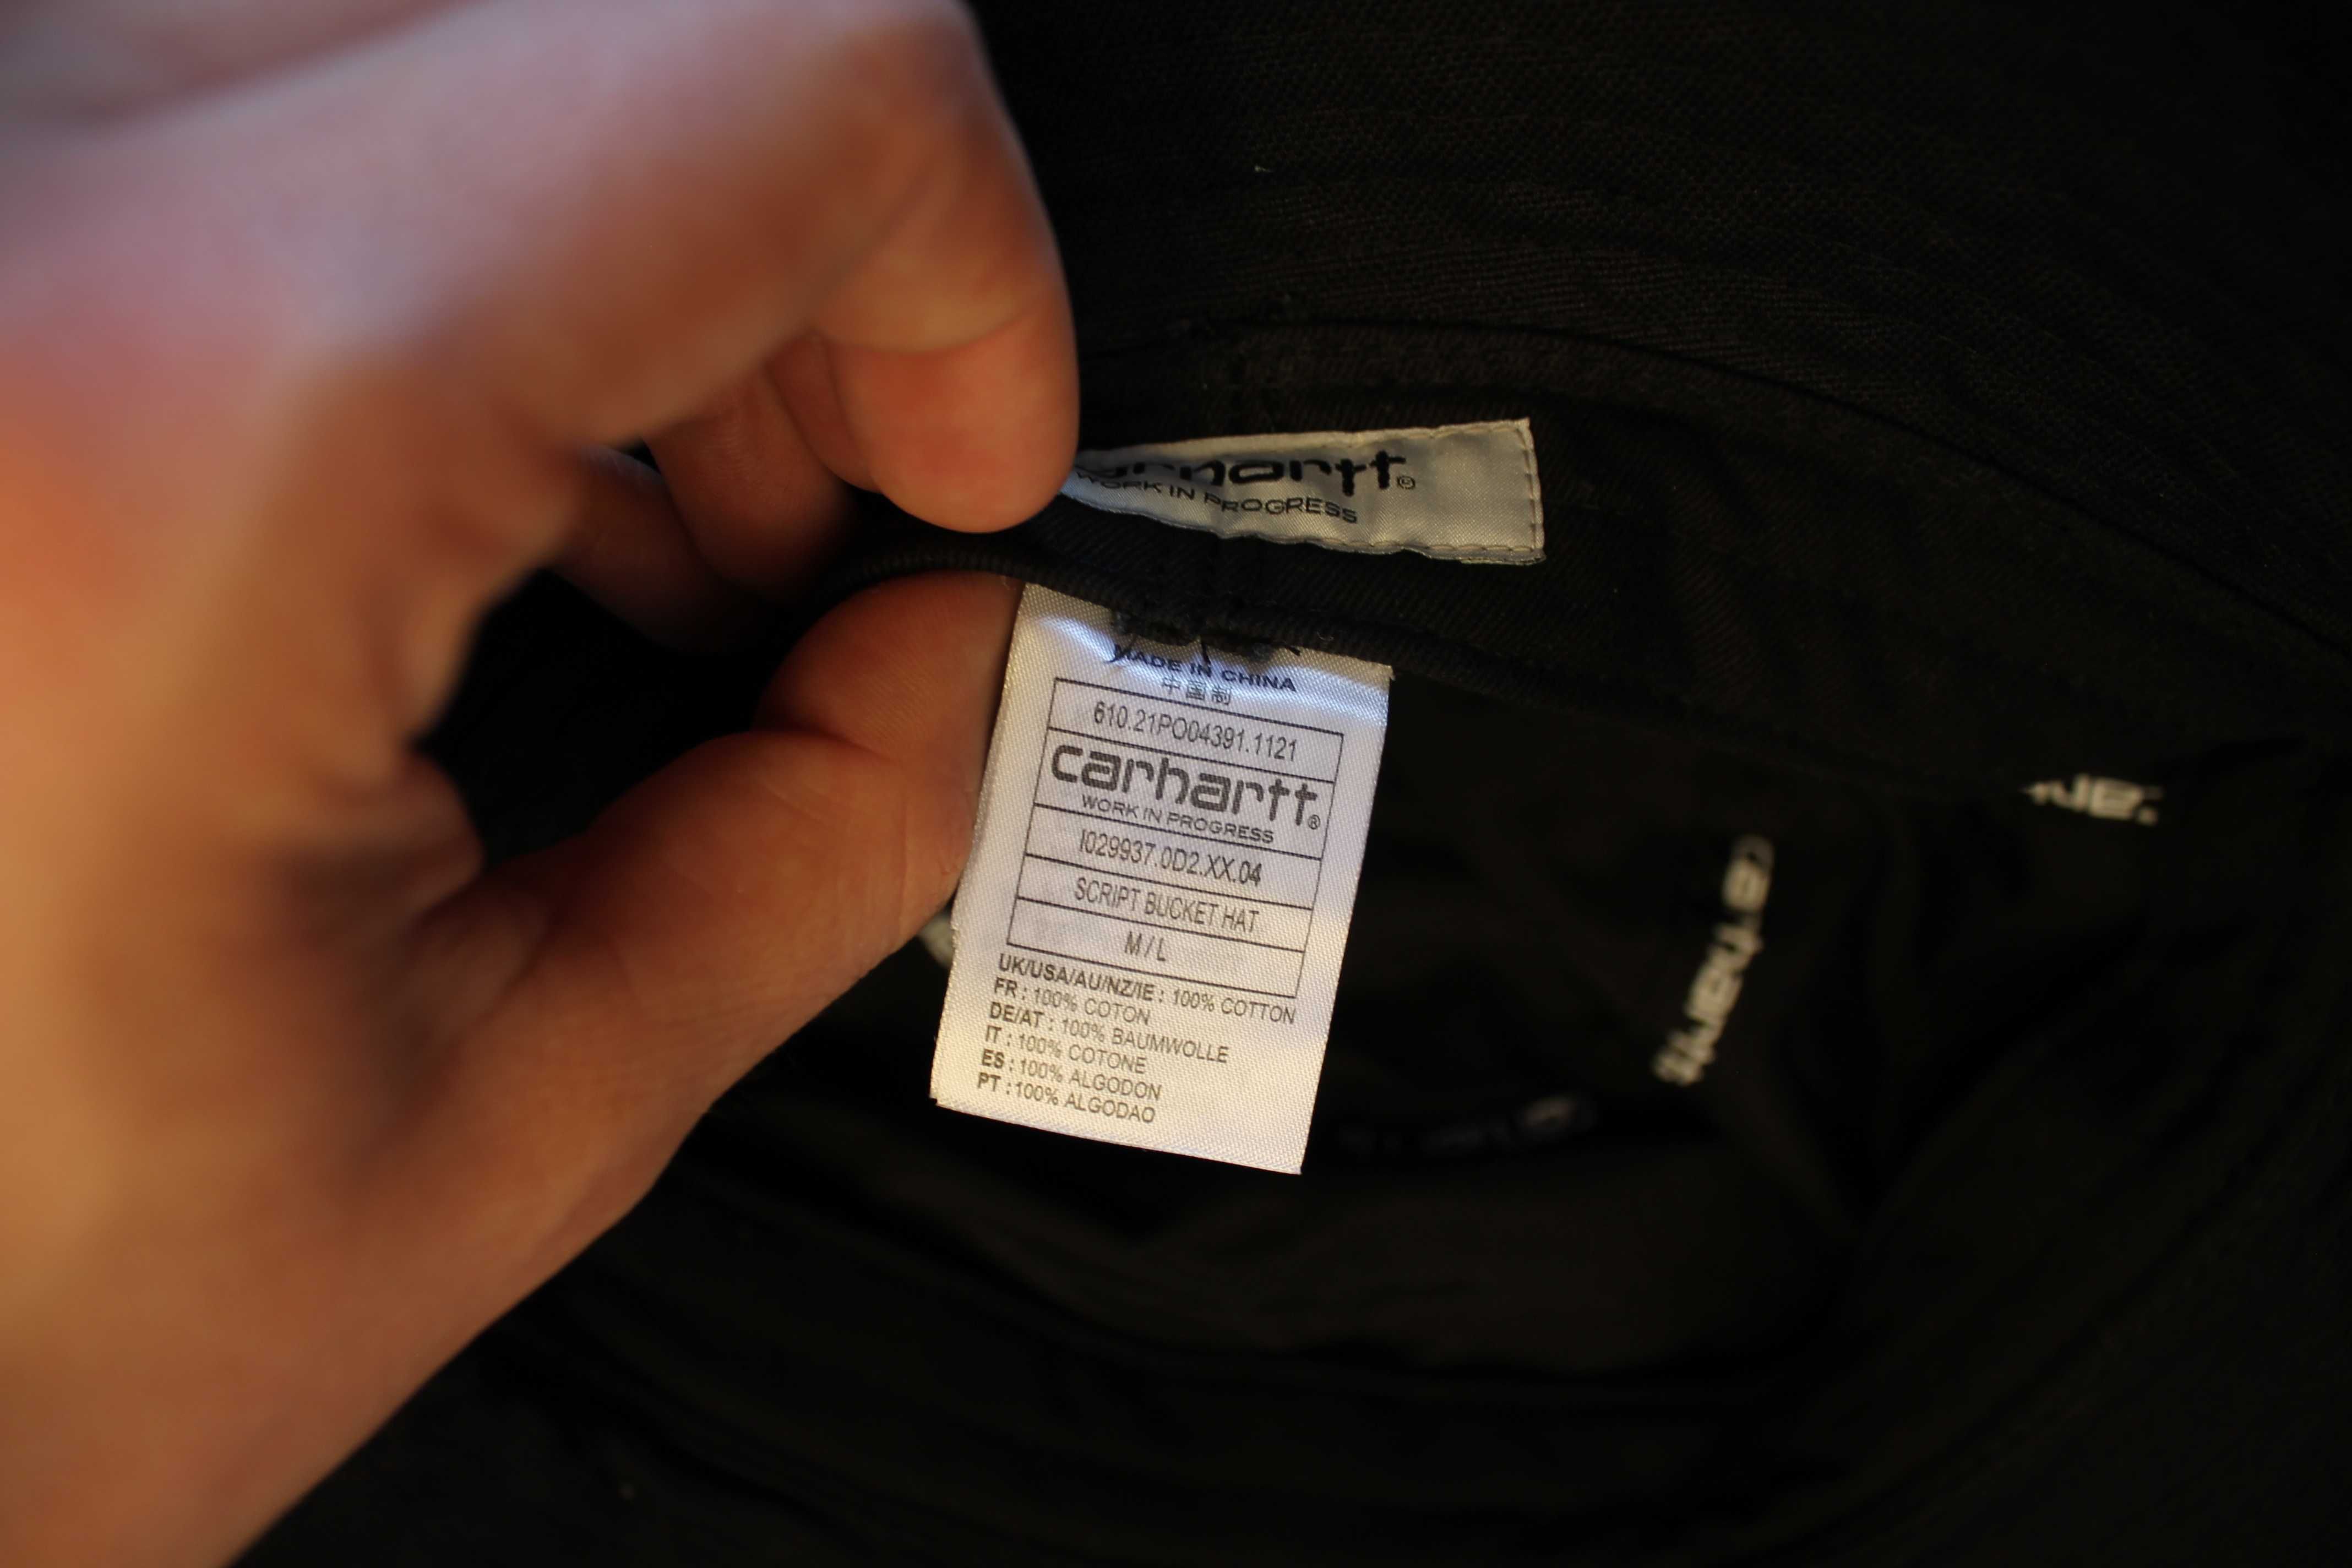 carhartt®
WORK IN PROGRESS
MADE IN CHINA
中国制
610.21PO04391.1121
carhartt®
WORK IN PROGRESS
I029937.0D2.XX.04
SCRIPT BUCKET HAT
M / L
UK/USA/AU/NZ/IE : 100% COTTON
FR : 100% COTON
DE/AT : 100% BAUMWOLLE
IT : 100% COTONE
ES : 100% ALGODON
PT : 100% ALGODAO
carhartt